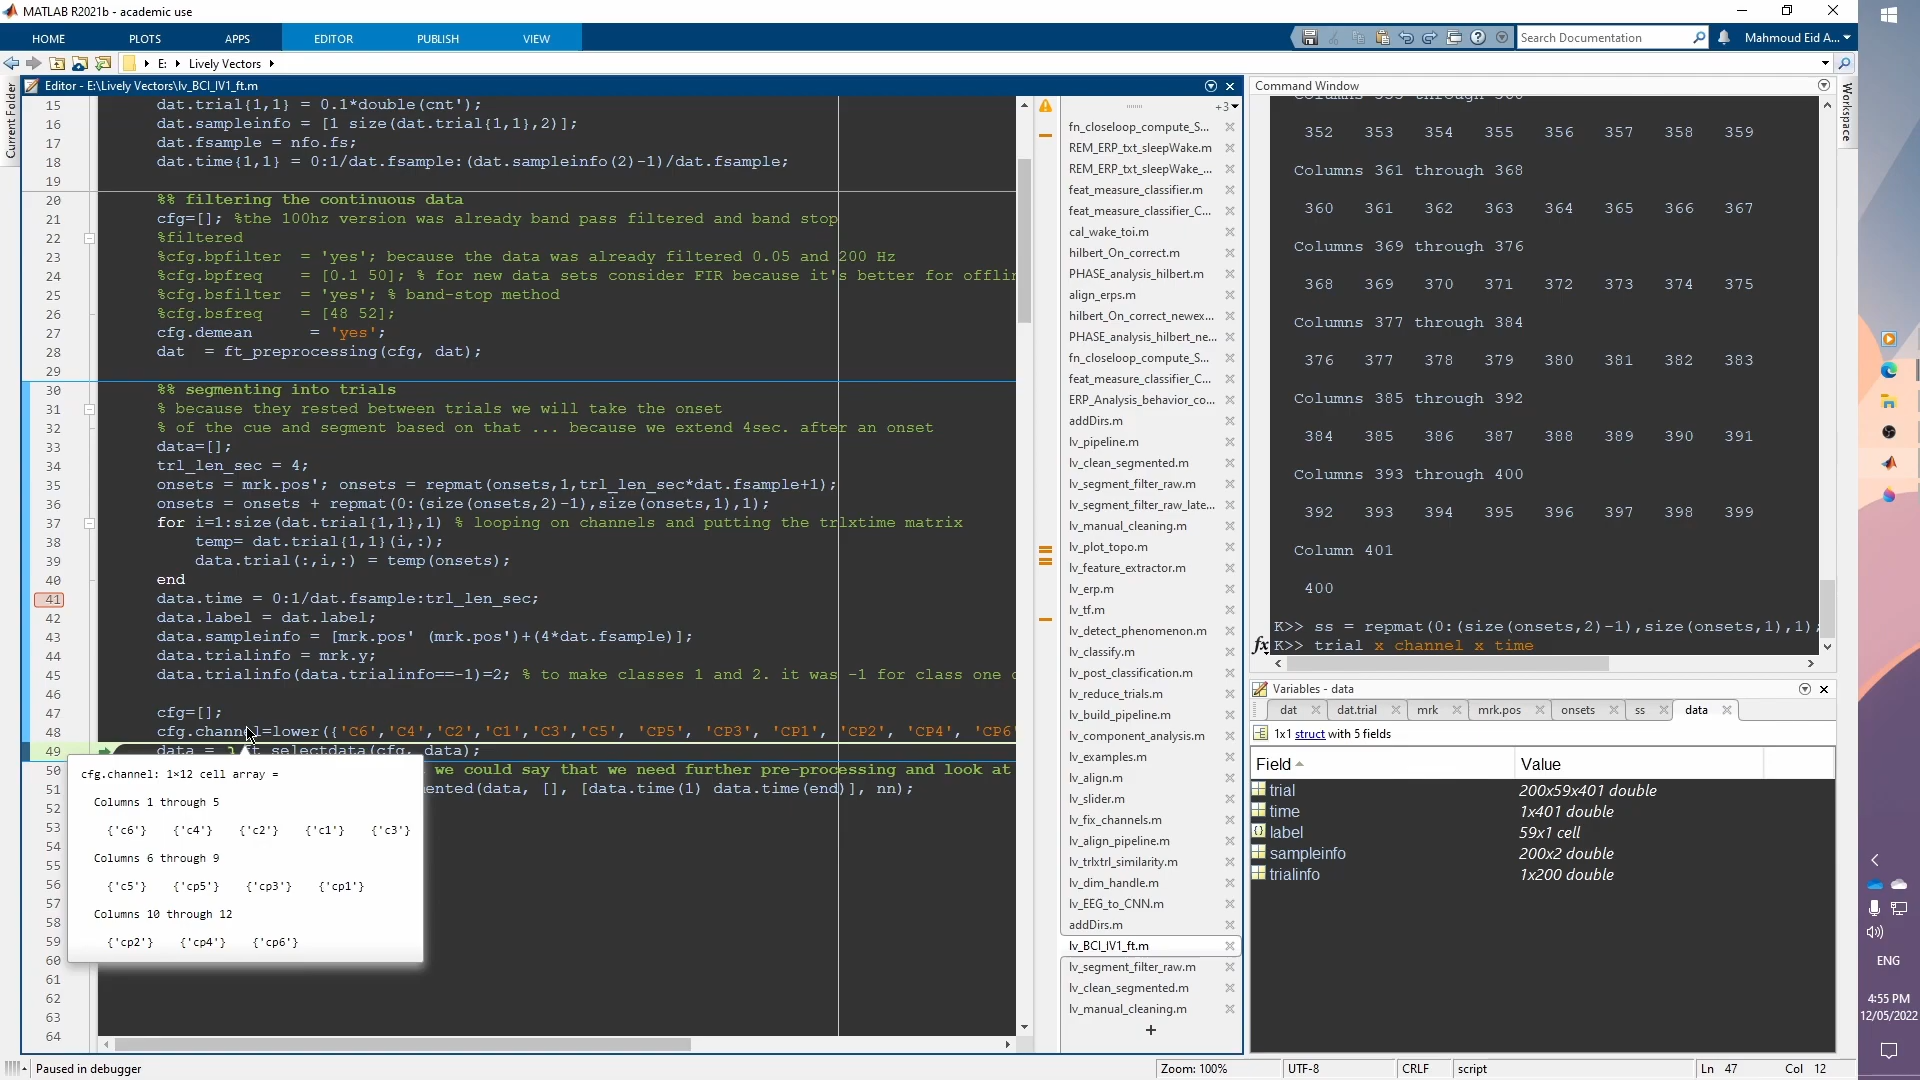 MATLAB R2021b - academic use
HOME PLOTS APPS EDITOR PUBLISH VIEW
Search Documentation
Mahmoud Eid A...
E: Lively Vectors
Current Folder
Editor - E:\Lively Vectors\lv_BCI_IV1_ft.m
15 dat.trial{1,1} = 0.1*double(cnt');
16 dat.sampleinfo = [1 size(dat.trial{1,1},2)];
17 dat.fsample = nfo.fs;
18 dat.time{1,1} = 0:1/dat.fsample:(dat.sampleinfo(2)-1)/dat.fsample;
19
20 %% filtering the continuous data
21 cfg=[]; %the 100hz version was already band pass filtered and band stop
22 %filtered
23 %cfg.bpfilter = 'yes'; because the data was already filtered 0.05 and 200 Hz
24 %cfg.bpfreq = [0.1 50]; % for new data sets consider FIR because it's better for offlin
25 %cfg.bsfilter = 'yes'; % band-stop method
26 %cfg.bsfreq = [48 52];
27 cfg.demean = 'yes';
28 dat = ft_preprocessing(cfg, dat);
29
30 %% segmenting into trials
31 % because they rested between trials we will take the onset
32 % of the cue and segment based on that ... because we extend 4sec. after an onset
33 data=[];
34 trl_len_sec = 4;
35 onsets = mrk.pos'; onsets = repmat(onsets,1,trl_len_sec*dat.fsample+1);
36 onsets = onsets + repmat(0:(size(onsets,2)-1),size(onsets,1),1);
37 for i=1:size(dat.trial{1,1},1) % looping on channels and putting the trlxtime matrix
38 temp= dat.trial{1,1}(i,:);
39 data.trial(:,i,:) = temp(onsets);
40 end
41 data.time = 0:1/dat.fsample:trl_len_sec;
42 data.label = dat.label;
43 data.sampleinfo = [mrk.pos' (mrk.pos')+(4*dat.fsample)];
44 data.trialinfo = mrk.y;
45 data.trialinfo(data.trialinfo==-1)=2; % to make classes 1 and 2. it was -1 for class one
46
47 cfg=[];
48 cfg.channel=lower({'C6','C4','C2','C1','C3','C5', 'CP5', 'CP3', 'CP1', 'CP2', 'CP4', 'CP6'
49 data = ft_selectdata(cfg, data);
50 we could say that we need further pre-processing and look at
51 ented(data, [], [data.time(1) data.time(end)], nn);
52
53
54
55
56
57
58
59
60
61
62
63
64
cfg.channel: 1×12 cell array =
Columns 1 through 5
{'c6'} {'c4'} {'c2'} {'c1'} {'c3'}
Columns 6 through 9
{'c5'} {'cp5'} {'cp3'} {'cp1'}
Columns 10 through 12
{'cp2'} {'cp4'} {'cp6'}
+3
fn_closeloop_compute_S...
REM_ERP_txt_sleepWake.m
REM_ERP_txt_sleepWake_...
feat_measure_classifier.m
feat_measure_classifier_C...
cal_wake_toi.m
hilbert_On_correct.m
PHASE_analysis_hilbert.m
align_erps.m
hilbert_On_correct_newex...
PHASE_analysis_hilbert_ne...
fn_closeloop_compute_S...
feat_measure_classifier_C...
ERP_Analysis_behavior_co...
addDirs.m
lv_pipeline.m
lv_clean_segmented.m
lv_segment_filter_raw.m
lv_segment_filter_raw_late...
lv_manual_cleaning.m
lv_plot_topo.m
lv_feature_extractor.m
lv_erp.m
lv_tf.m
lv_detect_phenomenon.m
lv_classify.m
lv_post_classification.m
lv_reduce_trials.m
lv_build_pipeline.m
lv_component_analysis.m
lv_examples.m
lv_align.m
lv_slider.m
lv_fix_channels.m
lv_align_pipeline.m
lv_trlxtrl_similarity.m
lv_dim_handle.m
lv_EEG_to_CNN.m
addDirs.m
lv_BCI_IV1_ft.m
lv_segment_filter_raw.m
lv_clean_segmented.m
lv_manual_cleaning.m
Command Window
352 353 354 355 356 357 358 359
Columns 361 through 368
360 361 362 363 364 365 366 367
Columns 369 through 376
368 369 370 371 372 373 374 375
Columns 377 through 384
376 377 378 379 380 381 382 383
Columns 385 through 392
384 385 386 387 388 389 390 391
Columns 393 through 400
392 393 394 395 396 397 398 399
Column 401
400
K>> ss = repmat(0:(size(onsets,2)-1),size(onsets,1),1);
fx K>> trial x channel x time
Workspace
Variables - data
dat dat.trial mrk mrk.pos onsets ss data
1x1 struct with 5 fields
Field Value
trial 200x59x401 double
time 1x401 double
label 59x1 cell
sampleinfo 200x2 double
trialinfo 1x200 double
Paused in debugger
Zoom: 100% UTF-8 CRLF script Ln 47 Col 12
ENG
4:55 PM
12/05/2022